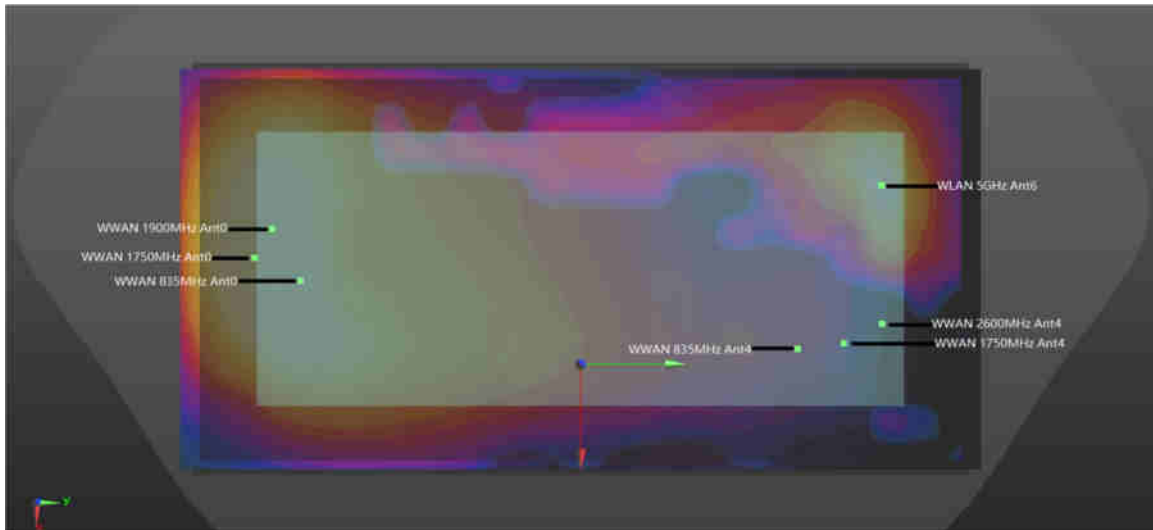 WLAN 5GHz Ant6
WWAN 1900MHz Ant0
WWAN 1750MHz Ant0
WWAN 835MHz Ant0
WWAN 2600MHz Ant4
WWAN 1750MHz Ant4
WWAN 835MHz Ant4
y